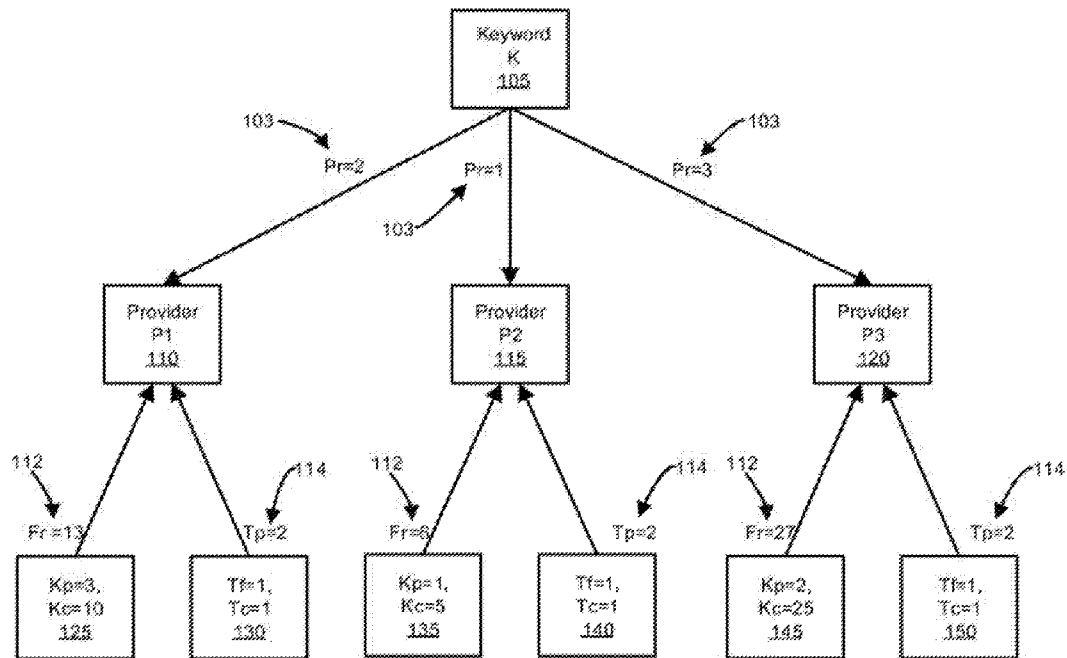 Keyword
K
105
103
103
Pr=2
Pr=1
Pr=3
103
Provider
P1
110
Provider
P2
115
Provider
P3
120
112
114
112
114
112
114
Fr=13
Tp=2
Fr=6
Tp=2
Fr=27
Tp=2
Kp=3,
Kc=10
125
Tf=1,
Tc=1
130
Kp=1,
Kc=5
135
Tf=1,
Tc=1
140
Kp=2,
Kc=25
145
Tf=1,
Tc=1
150